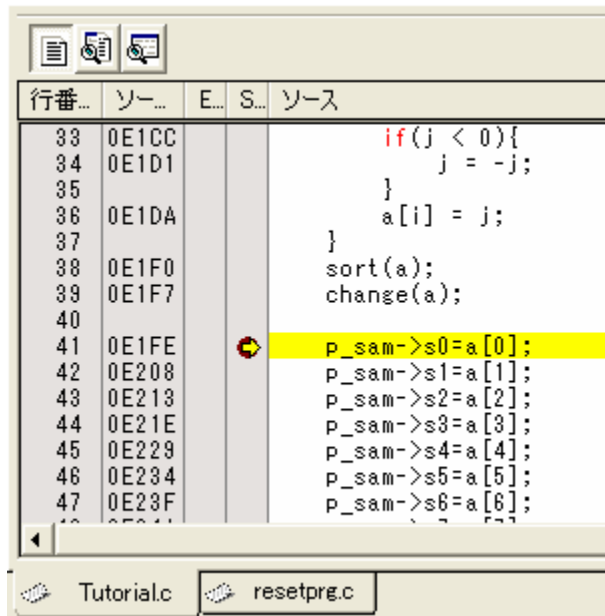 行番... ソー... E... S... ソース
33 0E1CC if(j < 0){
34 0E1D1 j = -j;
35 }
36 0E1DA a[i] = j;
37 }
38 0E1F0 sort(a);
39 0E1F7 change(a);
40
41 0E1FE p_sam->s0=a[0];
42 0E208 p_sam->s1=a[1];
43 0E213 p_sam->s2=a[2];
44 0E21E p_sam->s3=a[3];
45 0E229 p_sam->s4=a[4];
46 0E234 p_sam->s5=a[5];
47 0E23F p_sam->s6=a[6];
Tutorial.c resetprg.c